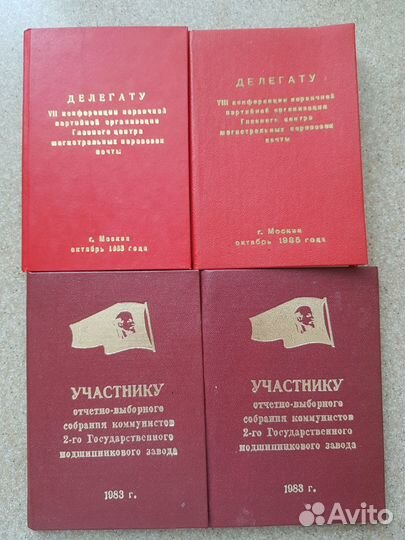 ДЕЛЕГАТУ
VII конференции первичной
партийной организации
Главного центра
магистральных перевозок
почты
г. Москва
октябрь 1983 года
ДЕЛЕГАТУ
VIII конференции первичной
партийной организации
Главного центра
магистральных перевозок
почты
г. Москва
октябрь 1985 года
УЧАСТНИКУ
отчетно-выборного
собрания коммунистов
2-го Государственного
подшипникового завода
1983 г.
УЧАСТНИКУ
отчетно-выборного
собрания коммунистов
2-го Государственного
подшипникового завода
1983 г.
Avito